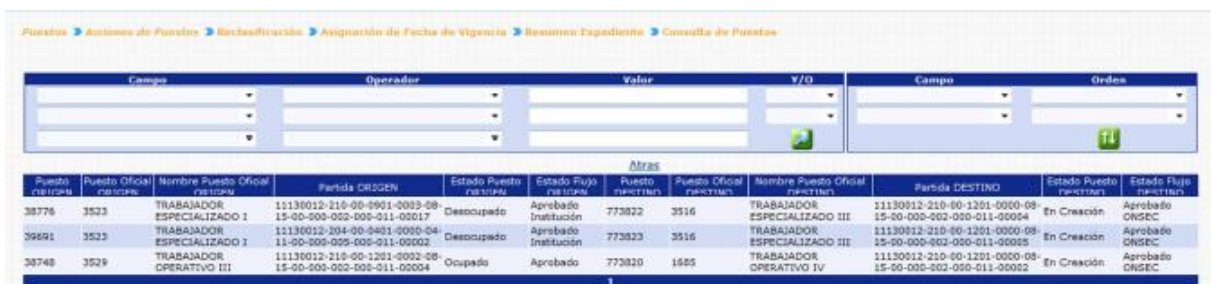 Puestos Acciones de Puestos Reclasificación Asignación de Fecha de Vigencia Resumen Expediente Consulta de Puestos
Campo Operador Valor Y/O Campo Orden
Atras
Puesto ORIGEN Puesto Oficial ORIGEN Nombre Puesto Oficial ORIGEN Partida ORIGEN Estado Puesto ORIGEN Estado Flujo ORIGEN Puesto DESTINO Puesto Oficial DESTINO Nombre Puesto Oficial DESTINO Partida DESTINO Estado Puesto DESTINO Estado Flujo DESTINO
38776 3523 TRABAJADOR ESPECIALIZADO I 11130012-210-00-0901-0003-08-15-00-000-002-000-011-00017 Desocupado Aprobado Institución 773822 3516 TRABAJADOR ESPECIALIZADO III 11130012-210-00-1201-0000-08-15-00-000-002-000-011-00004 En Creación Aprobado ONSEC
39691 3523 TRABAJADOR ESPECIALIZADO I 11130012-204-00-0401-0000-04-11-00-000-005-000-011-00002 Desocupado Aprobado Institución 773823 3516 TRABAJADOR ESPECIALIZADO III 11130012-210-00-1201-0000-08-15-00-000-002-000-011-00005 En Creación Aprobado ONSEC
38748 3529 TRABAJADOR OPERATIVO III 11130012-210-00-1201-0002-08-15-00-000-002-000-011-00004 Ocupado Aprobado 773820 1685 TRABAJADOR OPERATIVO IV 11130012-210-00-1201-0000-08-15-00-000-002-000-011-00002 En Creación Aprobado ONSEC
1